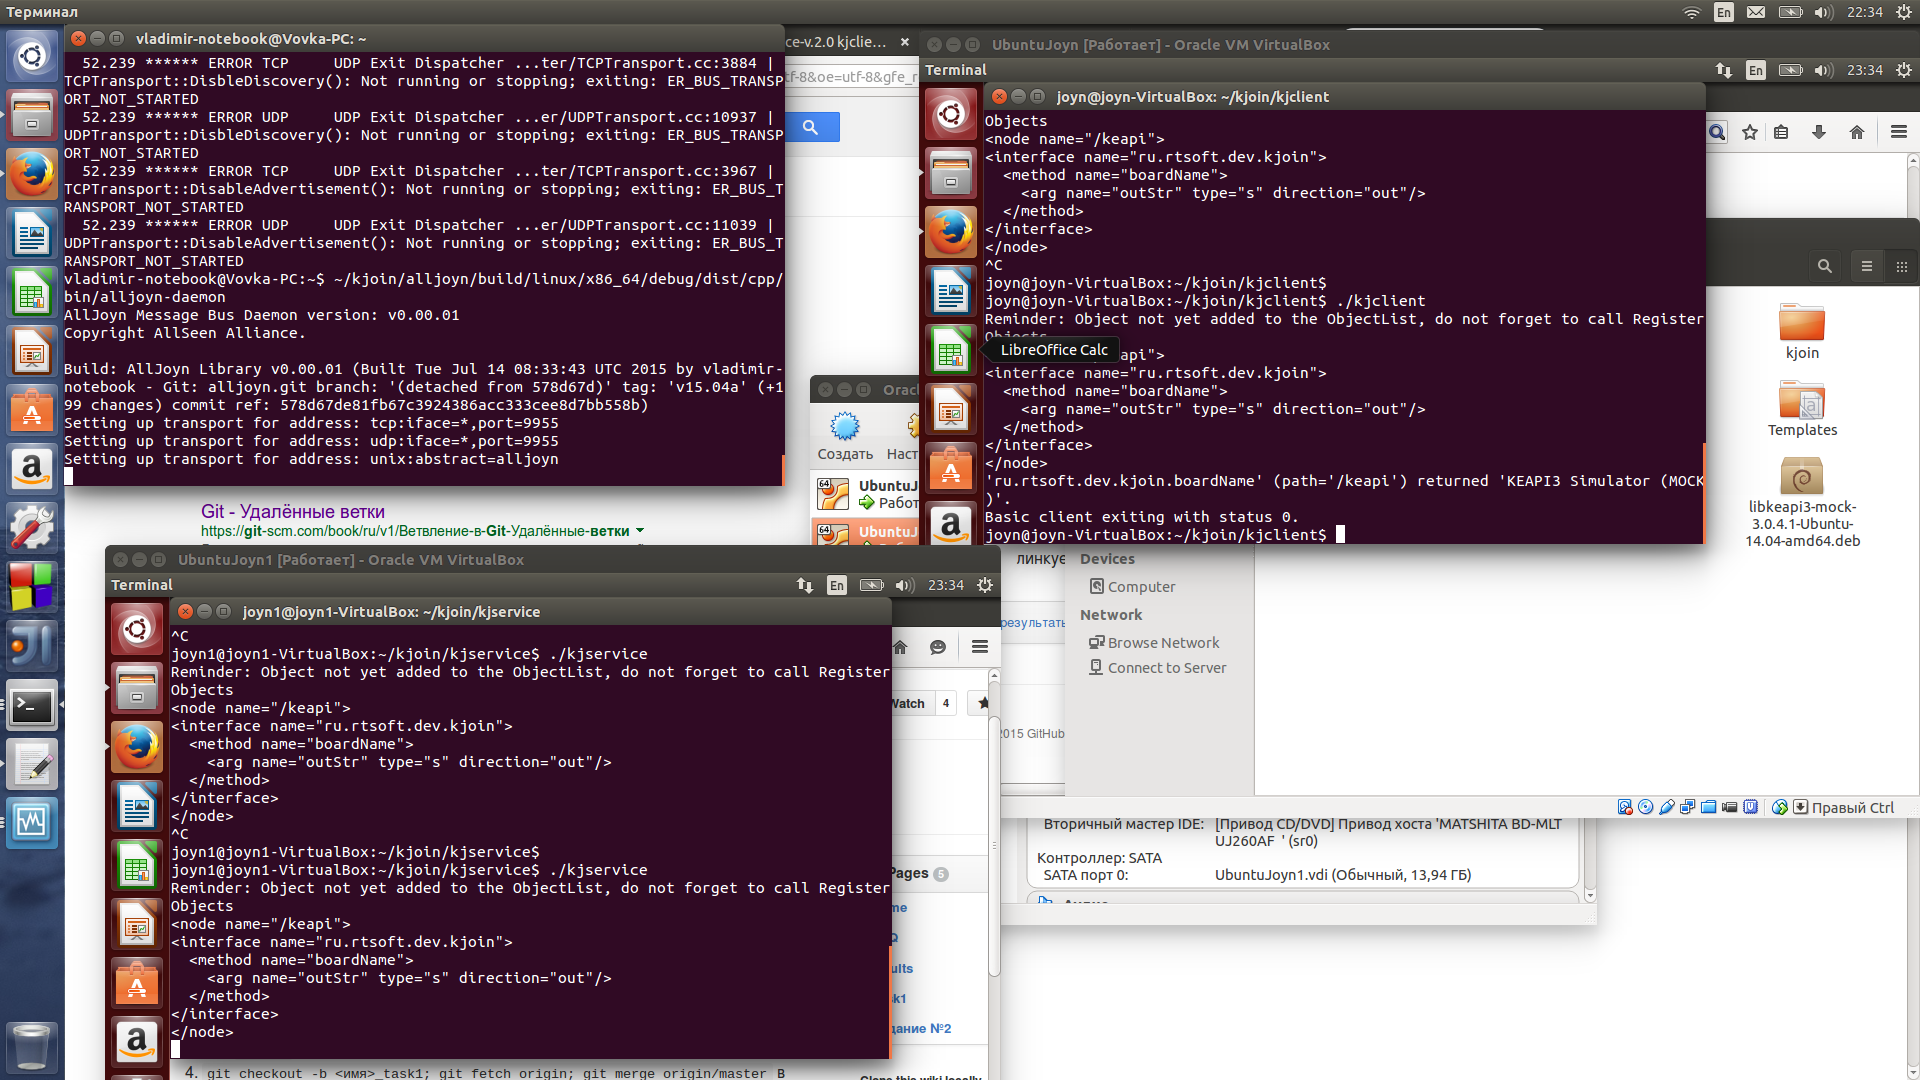 Терминал
En
22:34
vladimir-notebook@Vovka-PC: ~
52.239 ****** ERROR TCP     UDP Exit Dispatcher ...ter/TCPTransport.cc:3884 |
TCPTransport::DisbleDiscovery(): Not running or stopping; exiting: ER_BUS_TRANSP
ORT_NOT_STARTED
52.239 ****** ERROR UDP     UDP Exit Dispatcher ...er/UDPTransport.cc:10937 |
UDPTransport::DisbleDiscovery(): Not running or stopping; exiting: ER_BUS_TRANSP
ORT_NOT_STARTED
52.239 ****** ERROR TCP     UDP Exit Dispatcher ...ter/TCPTransport.cc:3967 |
TCPTransport::DisableAdvertisement(): Not running or stopping; exiting: ER_BUS_T
RANSPORT_NOT_STARTED
52.239 ****** ERROR UDP     UDP Exit Dispatcher ...er/UDPTransport.cc:11039 |
UDPTransport::DisableAdvertisement(): Not running or stopping; exiting: ER_BUS_T
RANSPORT_NOT_STARTED
vladimir-notebook@Vovka-PC:~$ ~/kjoin/alljoyn/build/linux/x86_64/debug/dist/cpp/
bin/alljoyn-daemon
AllJoyn Message Bus Daemon version: v0.00.01
Copyright AllSeen Alliance.
Build: AllJoyn Library v0.00.01 (Built Tue Jul 14 08:33:43 UTC 2015 by vladimir-
notebook - Git: alljoyn.git branch: '(detached from 578d67d)' tag: 'v15.04a' (+1
99 changes) commit ref: 578d67de81fb67c3924386acc333cee8d7bb558b)
Setting up transport for address: tcp:iface=*,port=9955
Setting up transport for address: udp:iface=*,port=9955
Setting up transport for address: unix:abstract=alljoyn
ce-v.2.0 kjclie...
tf-8&oe=utf-8&gfe_r
UbuntuJoyn [Работает] - Oracle VM VirtualBox
Terminal
En
23:34
joyn@joyn-VirtualBox: ~/kjoin/kjclient
Objects
<node name="/keapi">
<interface name="ru.rtsoft.dev.kjoin">
<method name="boardName">
<arg name="outStr" type="s" direction="out"/>
</method>
</interface>
</node>
^C
joyn@joyn-VirtualBox:~/kjoin/kjclient$
joyn@joyn-VirtualBox:~/kjoin/kjclient$ ./kjclient
Reminder: Object not yet added to the ObjectList, do not forget to call Register
Objects
LibreOffice Calc
api">
<interface name="ru.rtsoft.dev.kjoin">
<method name="boardName">
<arg name="outStr" type="s" direction="out"/>
</method>
</interface>
</node>
'ru.rtsoft.dev.kjoin.boardName' (path='/keapi') returned 'KEAPI3 Simulator (MOCK
)'.
Basic client exiting with status 0.
joyn@joyn-VirtualBox:~/kjoin/kjclient$
kjoin
Templates
libkeapi3-mock-
3.0.4.1-Ubuntu-
14.04-amd64.deb
Devices
Computer
Network
Browse Network
Connect to Server
Правый Ctrl
Orac
Создать
Наст
64
UbuntuJ
Работ
64
UbuntuJ
Git - Удалённые ветки
https://git-scm.com/book/ru/v1/Ветвление-в-Git-Удалённые-ветки
линкуе
результать
2015 GitHub
UbuntuJoyn1 [Работает] - Oracle VM VirtualBox
Terminal
En
23:34
joyn1@joyn1-VirtualBox: ~/kjoin/kjservice
^C
joyn1@joyn1-VirtualBox:~/kjoin/kjservice$ ./kjservice
Reminder: Object not yet added to the ObjectList, do not forget to call Register
Objects
<node name="/keapi">
<interface name="ru.rtsoft.dev.kjoin">
<method name="boardName">
<arg name="outStr" type="s" direction="out"/>
</method>
</interface>
</node>
^C
joyn1@joyn1-VirtualBox:~/kjoin/kjservice$
joyn1@joyn1-VirtualBox:~/kjoin/kjservice$ ./kjservice
Reminder: Object not yet added to the ObjectList, do not forget to call Register
Objects
<node name="/keapi">
<interface name="ru.rtsoft.dev.kjoin">
<method name="boardName">
<arg name="outStr" type="s" direction="out"/>
</method>
</interface>
</node>
Watch
4
Pages 5
me
Q
ults
sk1
дание №2
Вторичный мастер IDE: [Привод CD/DVD] Привод хоста 'MATSHITA BD-MLT
UJ260AF ' (sr0)
Контроллер: SATA
SATA порт 0: UbuntuJoyn1.vdi (Обычный, 13,94 ГБ)
Аудио
4. git checkout -b <имя>_task1; git fetch origin; git merge origin/master В
Clone this wiki locally